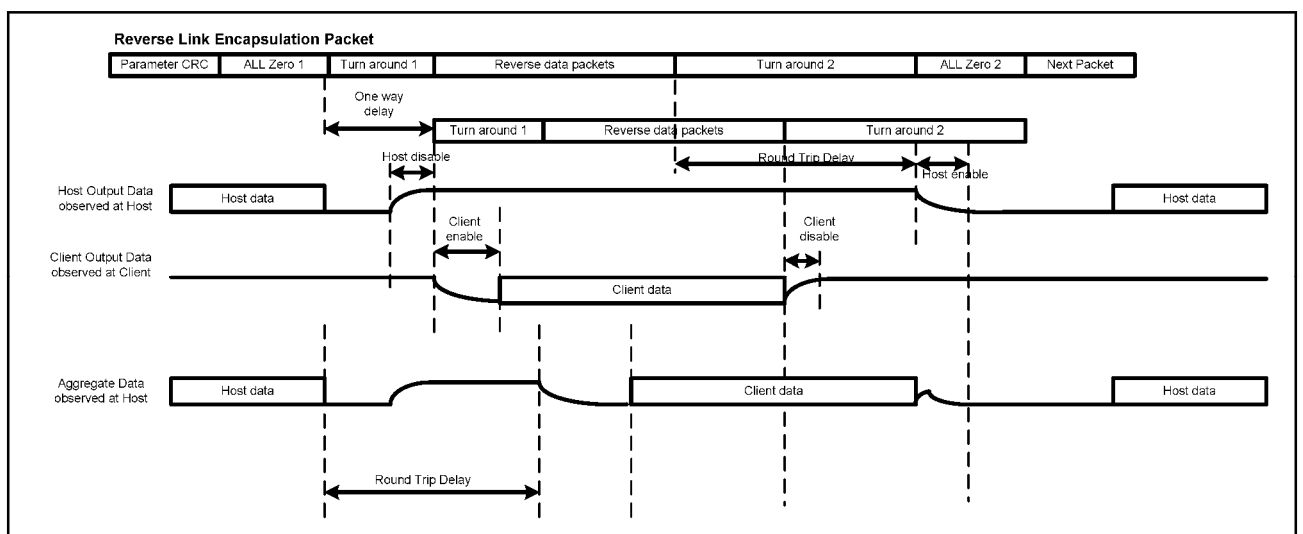 Reverse Link Encapsulation Packet
Parameter CRC ALL Zero 1 Turn around 1 Reverse data packets Turn around 2 ALL Zero 2 Next Packet
One way
delay
Turn around 1 Reverse data packets Turn around 2
Host disable
Round Trip Delay
Host enable
Host Output Data
observed at Host
Host data
Host data
Client
enable
Client
disable
Client Output Data
observed at Client
Client data
Aggregate Data
observed at Host
Host data
Client data
Host data
Round Trip Delay